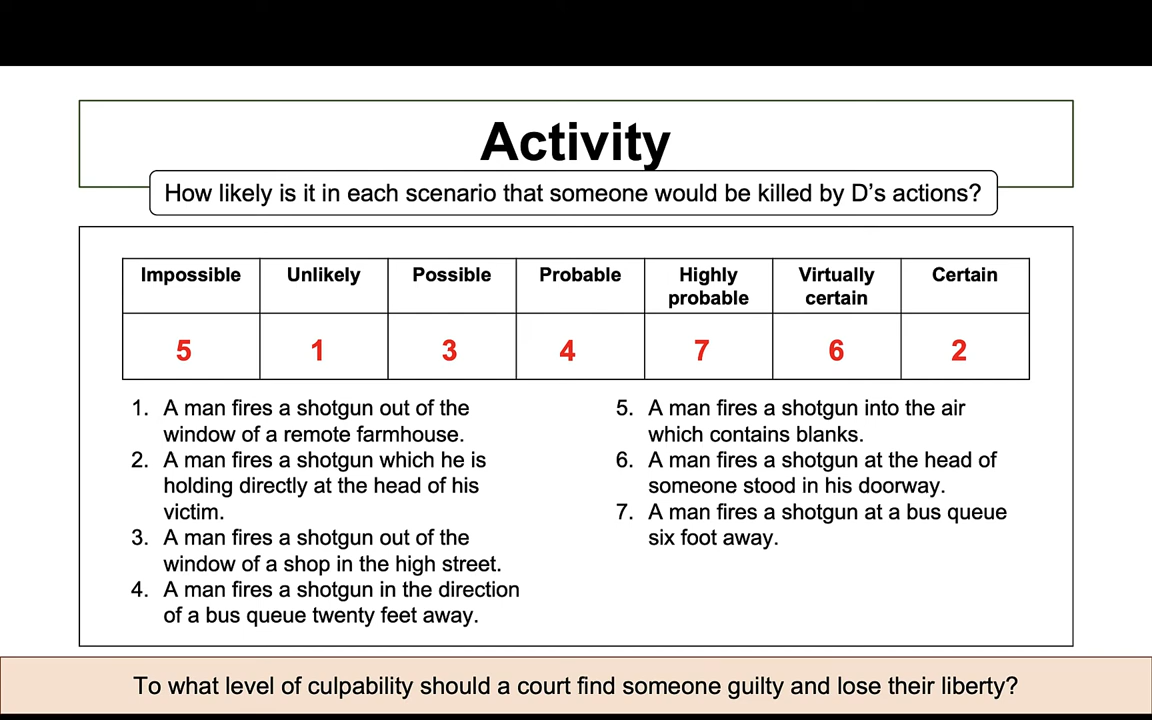 Activity
How likely is it in each scenario that someone would be killed by D's actions?
Impossible Unlikely Possible Probable Highly probable Virtually certain Certain
5 1 3 4 7 6 2
1. A man fires a shotgun out of the
window of a remote farmhouse.
2. A man fires a shotgun which he is
holding directly at the head of his
victim.
3. A man fires a shotgun out of the
window of a shop in the high street.
4. A man fires a shotgun in the direction
of a bus queue twenty feet away.
5. A man fires a shotgun into the air
which contains blanks.
6. A man fires a shotgun at the head of
someone stood in his doorway.
7. A man fires a shotgun at a bus queue
six foot away.
To what level of culpability should a court find someone guilty and lose their liberty?